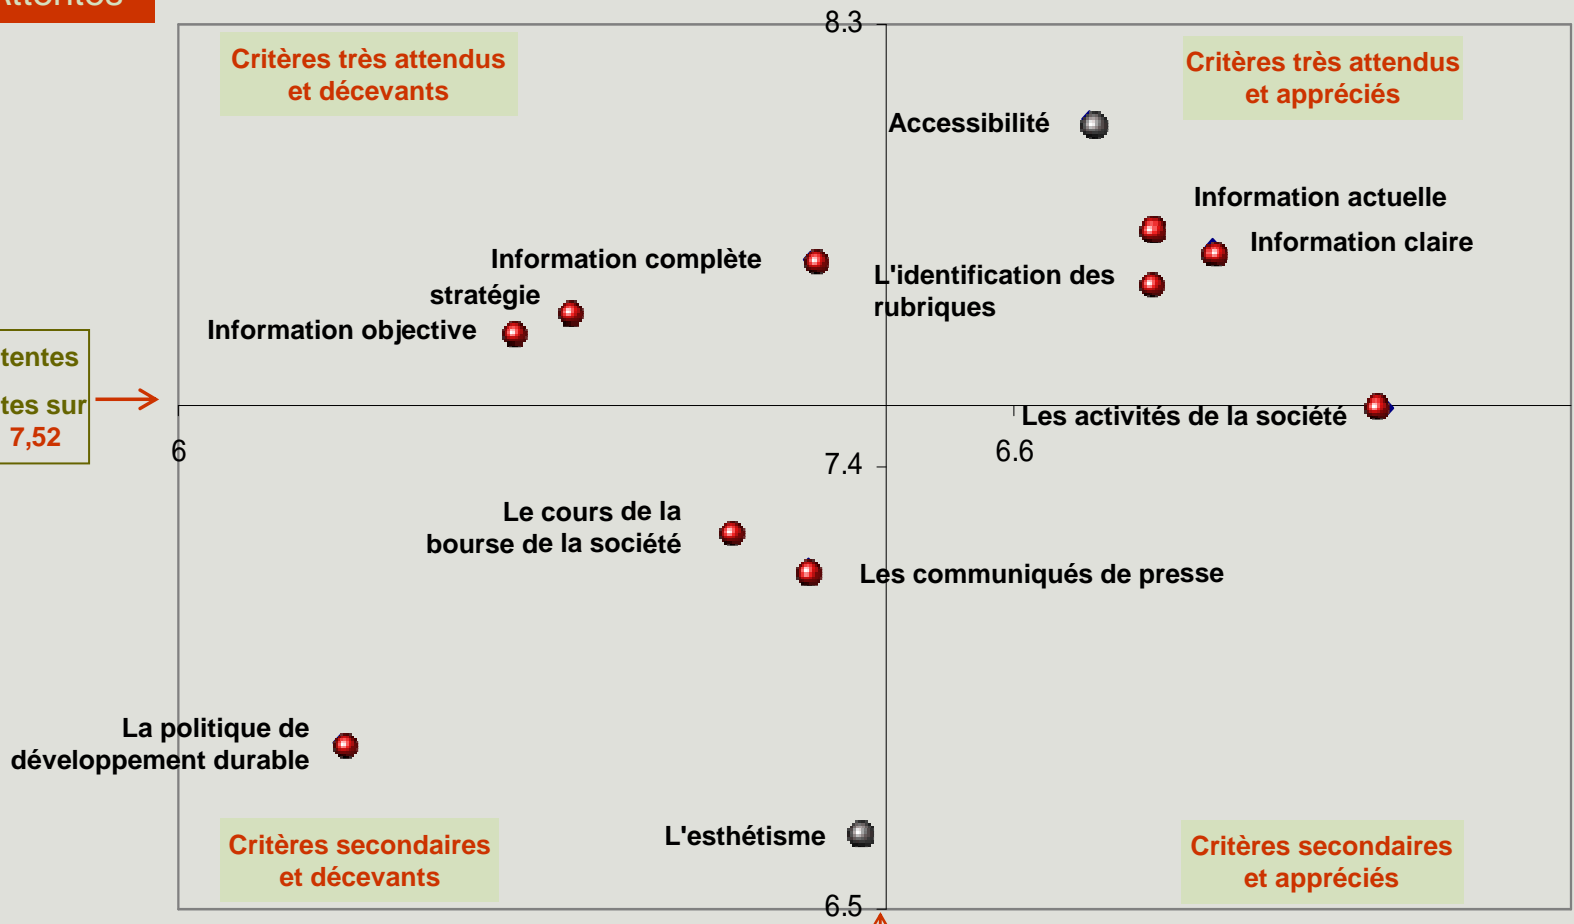 Attentes
8.3
Critères très attendus
et décevants
Critères très attendus
et appréciés
Accessibilité
Information actuelle
Information claire
Information complète
L'identification des
rubriques
stratégie
Information objective
tentes
tes sur
7,52
Les activités de la société
6
7.4
6.6
Le cours de la
bourse de la société
Les communiqués de presse
La politique de
développement durable
L'esthétisme
Critères secondaires
et décevants
Critères secondaires
et appréciés
6.5